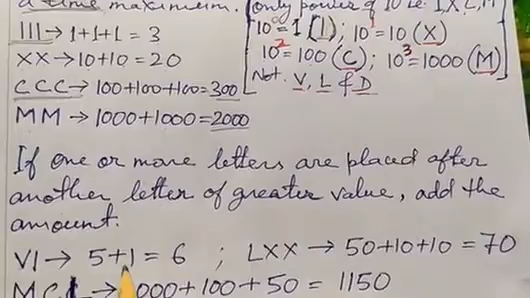 a time maximum. (only power of 10 i.e. I, X, C, M)
III → 1+1+1 = 3
10⁰ = 1 (I); 10¹ = 10 (X)
XX → 10+10 = 20
10² = 100 (C); 10³ = 1000 (M)
CCC → 100+100+100 = 300
Not V, L & D
MM → 1000+1000 = 2000
If one or more letters are placed after
another letter of greater value, add the
amount.
VI → 5+1 = 6 ; LXX → 50+10+10 = 70
MCL → 1000+100+50 = 1150